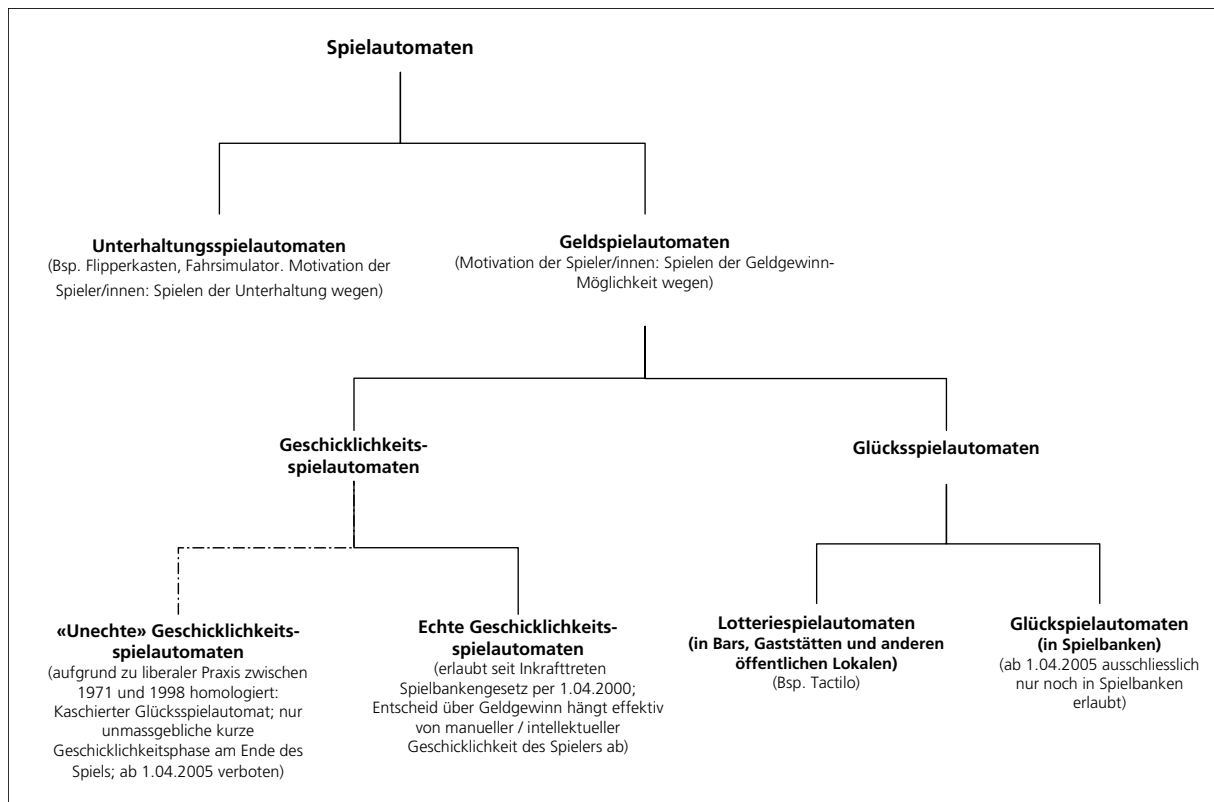 Spielautomaten
Unterhaltungsspielautomaten
(Bsp. Flipperkasten, Fahrsimulator. Motivation der
Spieler/innen: Spielen der Unterhaltung wegen)
Geldspielautomaten
(Motivation der Spieler/innen: Spielen der Geldgewinn-
Möglichkeit wegen)
Geschicklichkeits-
spielautomaten
Glücksspielautomaten
«Unechte» Geschicklichkeits-
spielautomaten
(aufgrund zu liberaler Praxis zwischen
1971 und 1998 homologiert:
Kaschierter Glücksspielautomat; nur
unmassgebliche kurze
Geschicklichkeitsphase am Ende des
Spiels; ab 1.04.2005 verboten)
Echte Geschicklichkeits-
spielautomaten
(erlaubt seit Inkrafttreten
Spielbankengesetz per 1.04.2000;
Entscheid über Geldgewinn hängt effektiv
von manueller / intellektueller
Geschicklichkeit des Spielers ab)
Lotteriespielautomaten
(in Bars, Gaststätten und anderen
öffentlichen Lokalen)
(Bsp. Tactilo)
Glückspielautomaten
(in Spielbanken)
(ab 1.04.2005 ausschliesslich
nur noch in Spielbanken
erlaubt)